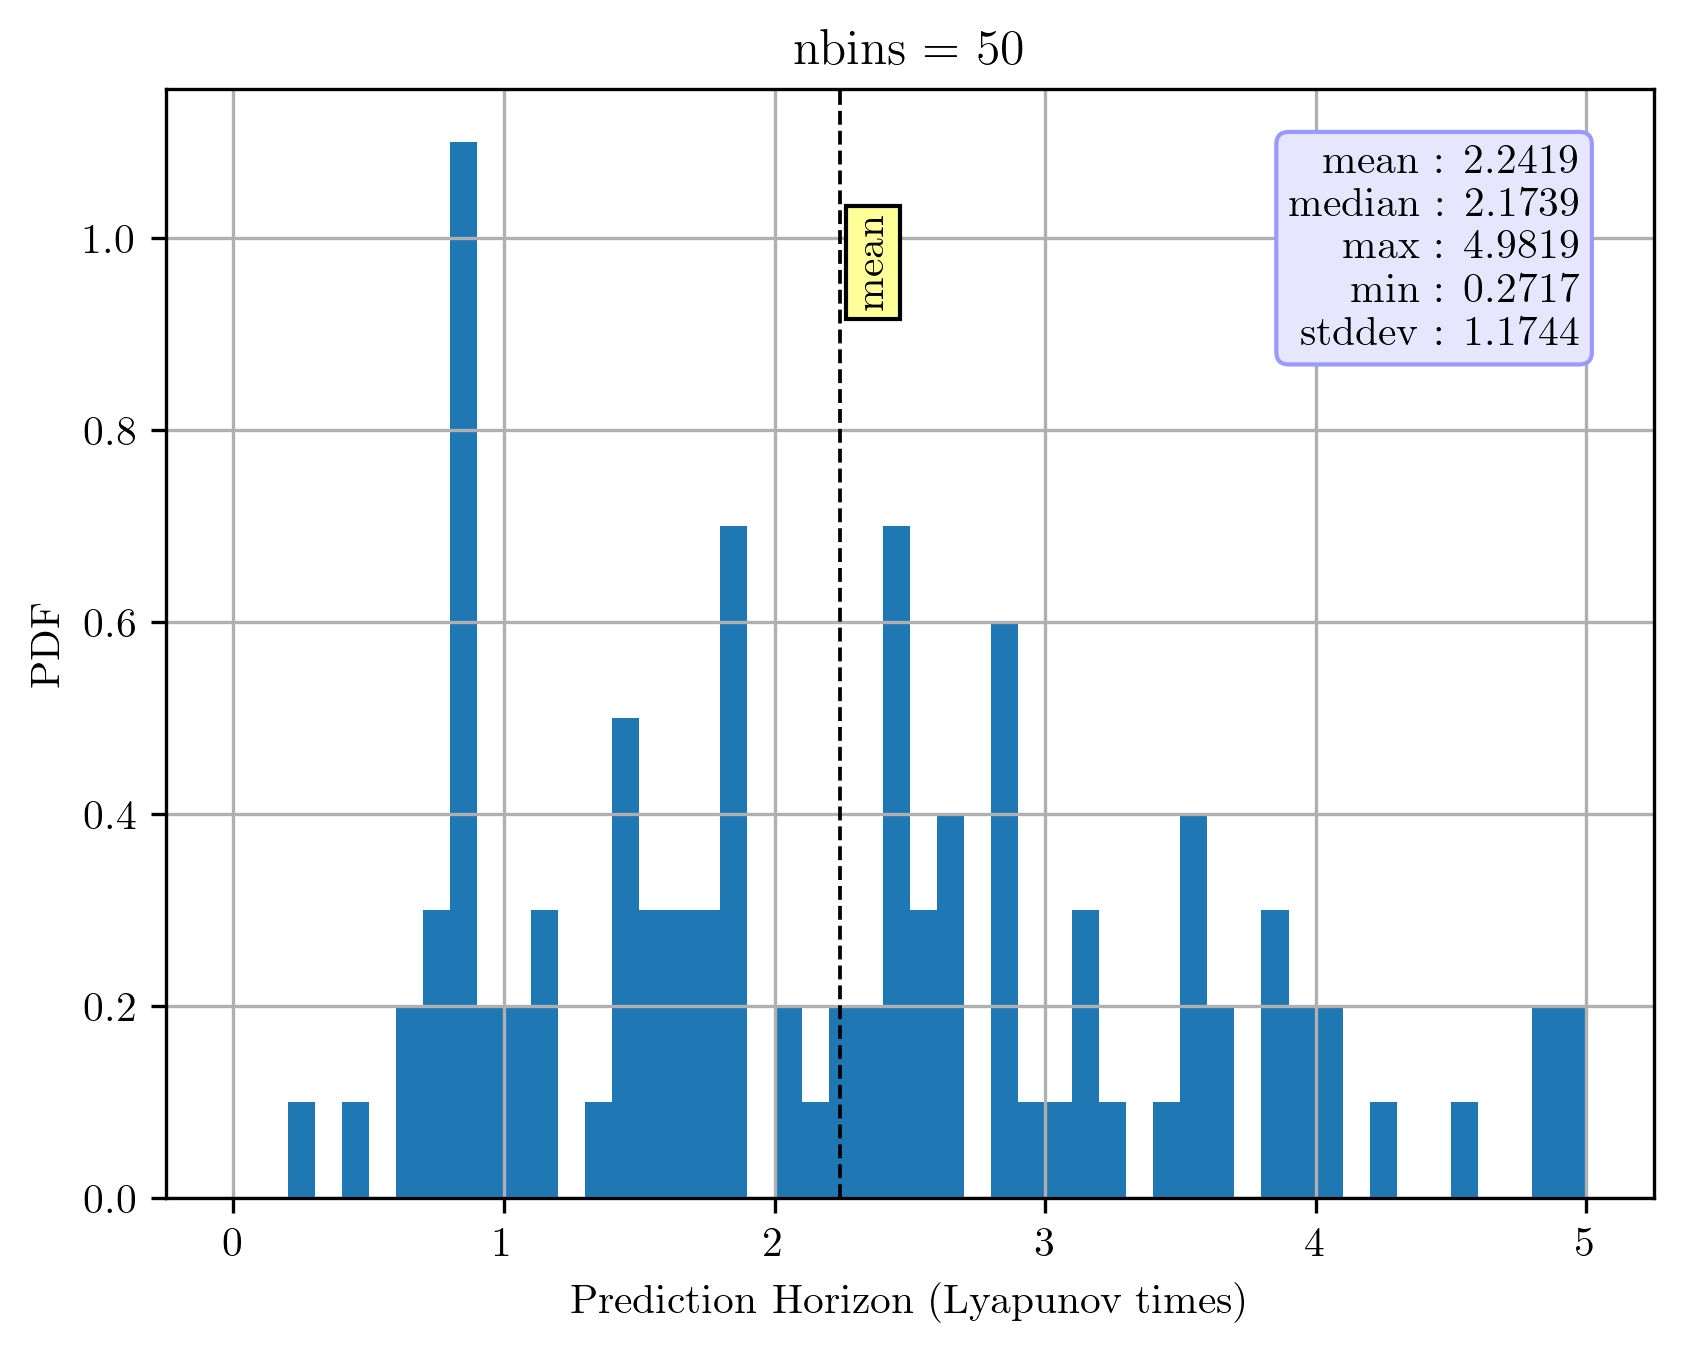 nbins = 50
mean : 2.2419
median : 2.1739
max : 4.9819
min : 0.2717
stddev : 1.1744
mean
1.0
0.8
0.6
0.4
0.2
0.0
PDF
0 1 2 3 4 5
Prediction Horizon (Lyapunov times)